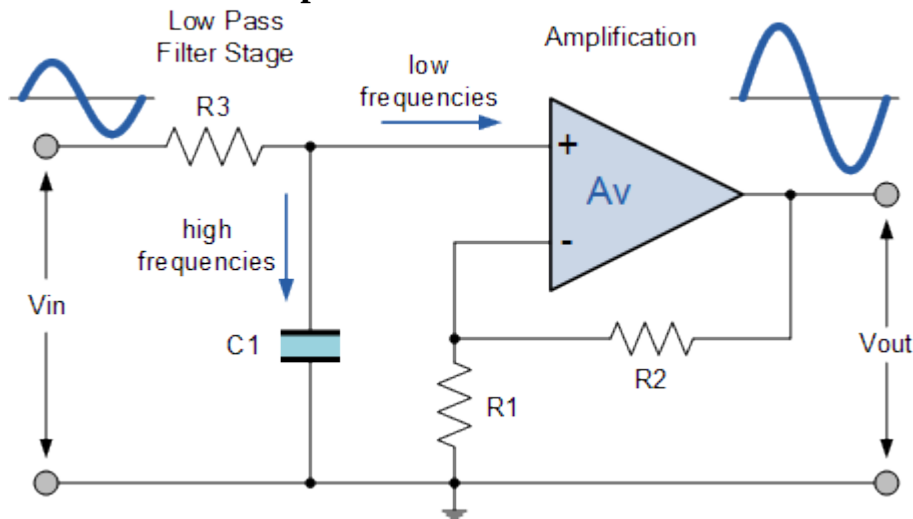 Low Pass
Filter Stage
Amplification
low
frequencies
R3
+
Av
-
high
frequencies
Vin
C1
R2
Vout
R1